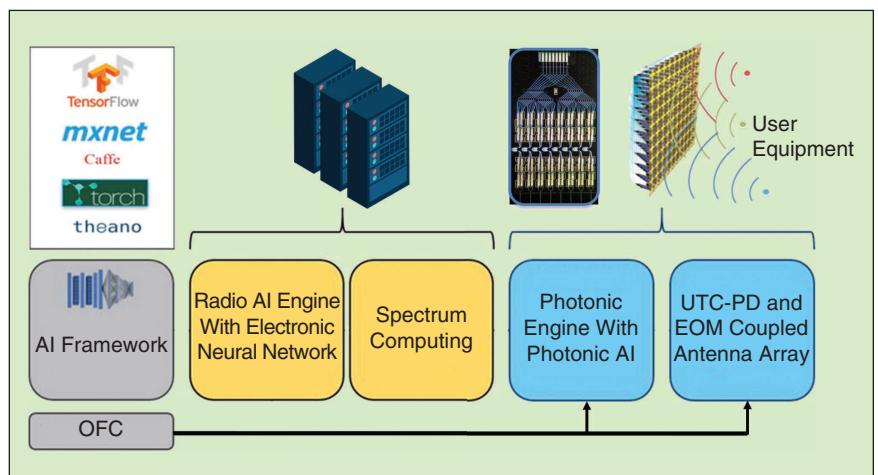 TensorFlow
mxnet
Caffe
torch
theano
User
Equipment
AI Framework
Radio AI Engine
With Electronic
Neural Network
Spectrum
Computing
Photonic
Engine With
Photonic AI
UTC-PD and
EOM Coupled
Antenna Array
OFC